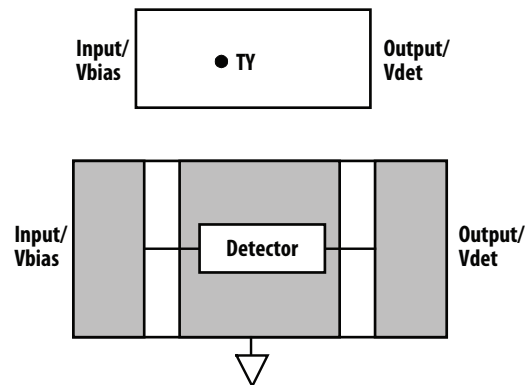 Input/
Vbias
TY
Output/
Vdet
Input/
Vbias
Detector
Output/
Vdet